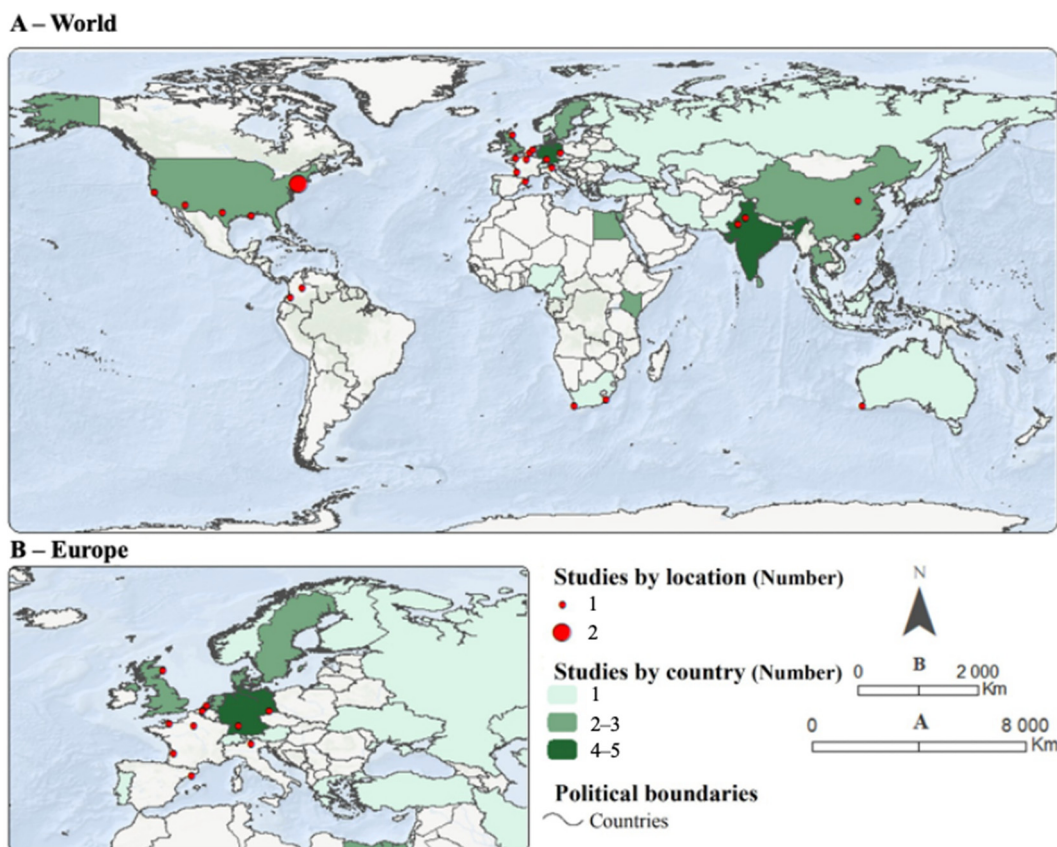 A – World
B – Europe
Studies by location (Number)
1
2
Studies by country (Number)
1
2–3
4–5
Political boundaries
Countries
N
B
0 2 000
Km
A
0 8 000
Km